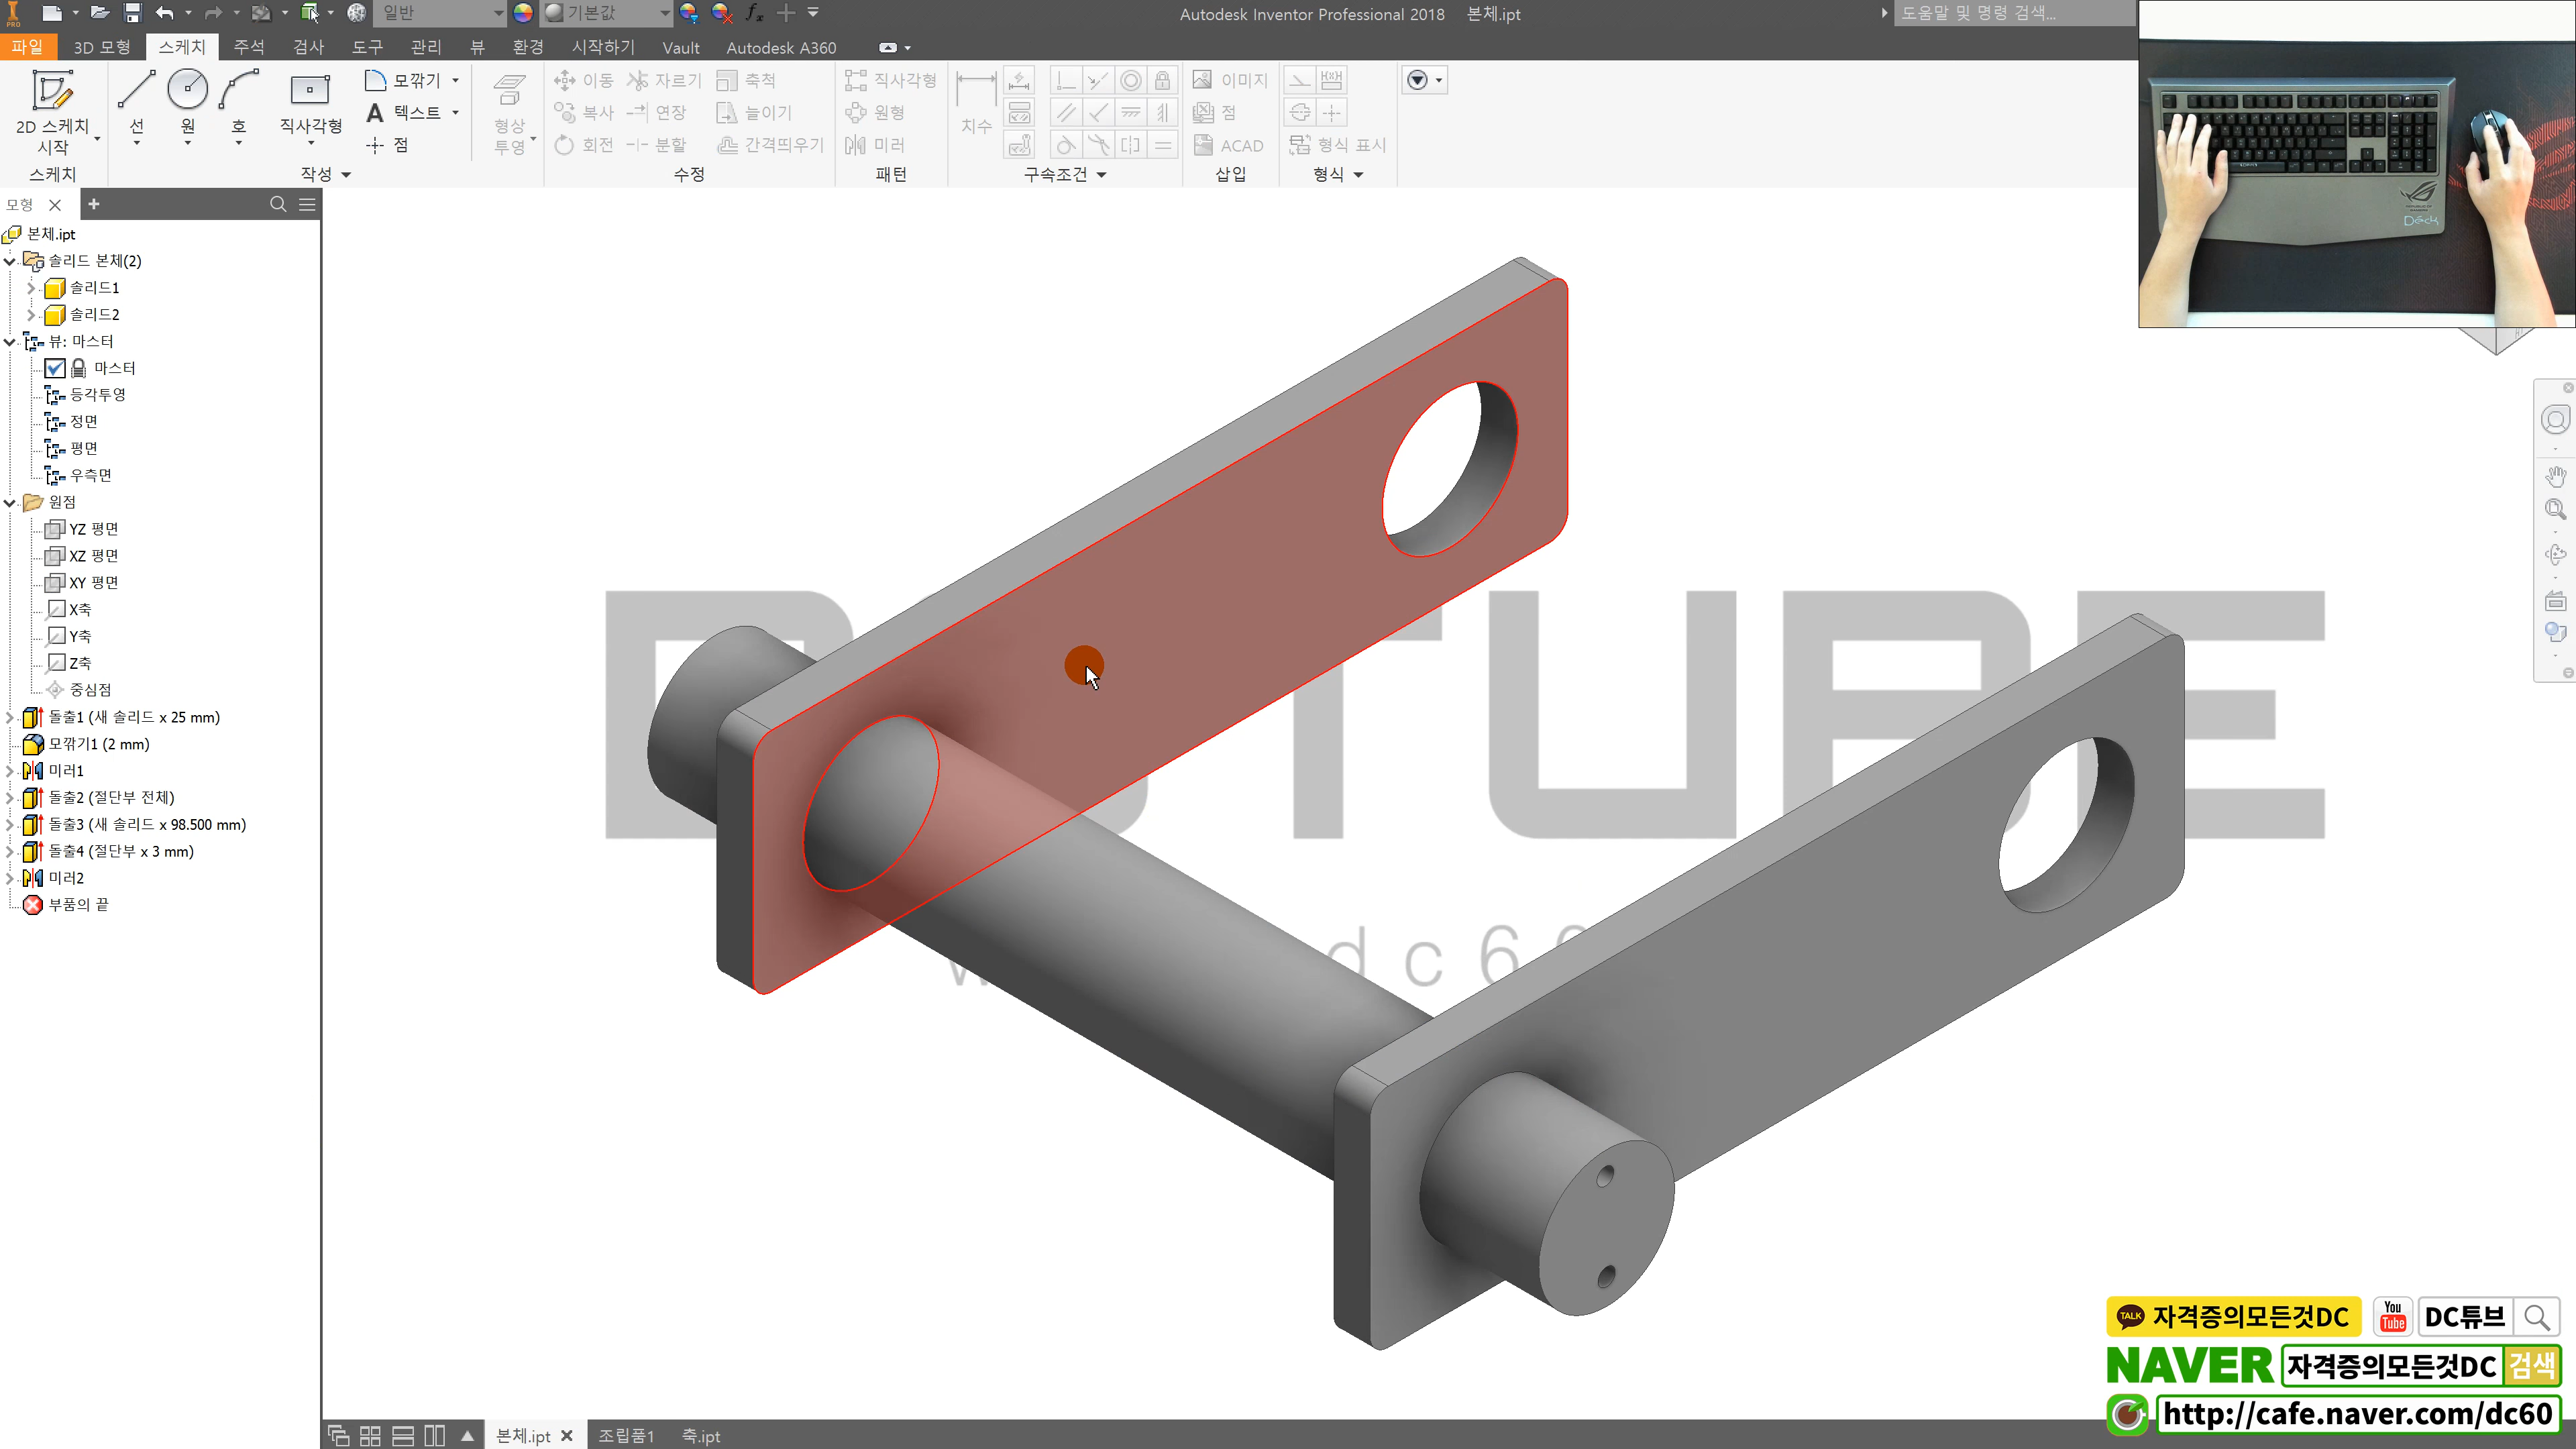 PRO
일반
기본값
Autodesk Inventor Professional 2018 본체.ipt
도움말 및 명령 검색...
파일 3D 모형 스케치 주석 검사 도구 관리 뷰 환경 시작하기 Vault Autodesk A360
2D 스케치
시작
선
원
호
직사각형
모깎기
텍스트
점
형상
투영
이동
자르기
축척
복사
연장
늘이기
회전
분할
간격띄우기
직사각형
원형
미러
치수
이미지
점
ACAD
형식 표시
스케치
작성
수정
패턴
구속조건
삽입
형식
모형
본체.ipt
솔리드 본체(2)
솔리드1
솔리드2
뷰: 마스터
마스터
등각투영
정면
평면
우측면
원점
YZ 평면
XZ 평면
XY 평면
X축
Y축
Z축
중심점
돌출1 (새 솔리드 x 25 mm)
모깎기1 (2 mm)
미러1
돌출2 (절단부 전체)
돌출3 (새 솔리드 x 98.500 mm)
돌출4 (절단부 x 3 mm)
미러2
부품의 끝
Deck
TALK 자격증의모든것DC
You Tube DC튜브
NAVER 자격증의모든것DC 검색
http://cafe.naver.com/dc60
본체.ipt
조립품1
축.ipt